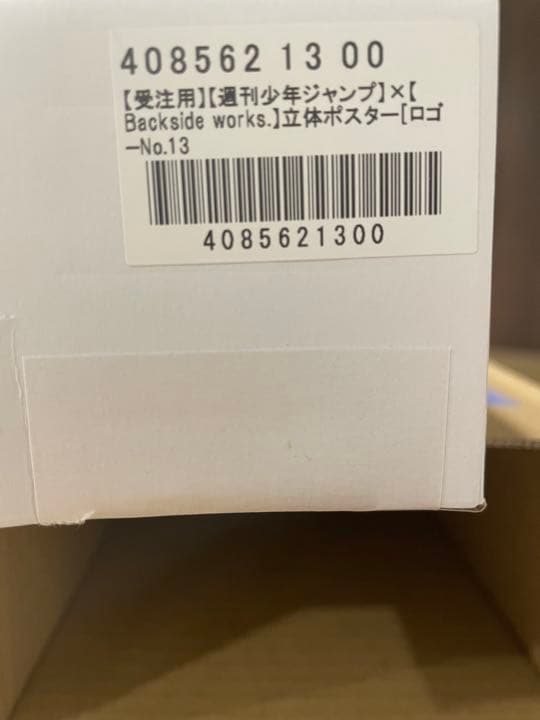 408562 13 00
【受注用】【週刊少年ジャンプ】×【
Backside works.】立体ポスター[ロゴ
ーNo.13
4085621300